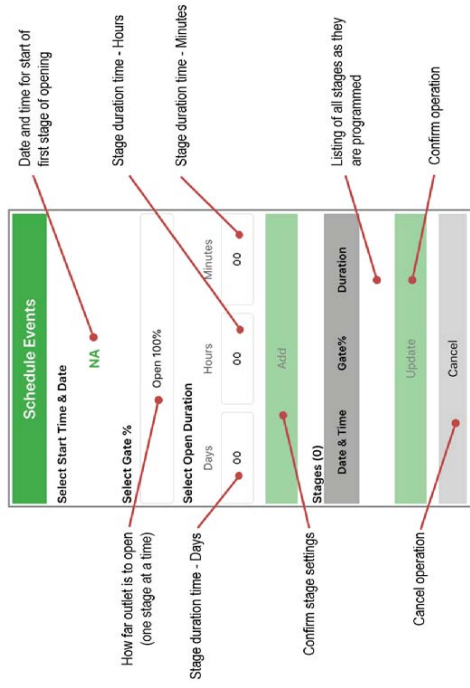 Schedule Events
Select Start Time & Date
NA
Select Gate %
Open 100%
Select Open Duration
Days
Hours
Minutes
00
00
00
Add
Stages (0)
Date & Time
Gate%
Duration
Update
Cancel
How far outlet is to open
(one stage at a time)
Stage duration time - Days
Confirm stage settings
Cancel operation
Date and time for start of
first stage of opening
Stage duration time - Hours
Stage duration time - Minutes
Listing of all stages as they
are programmed
Confirm operation